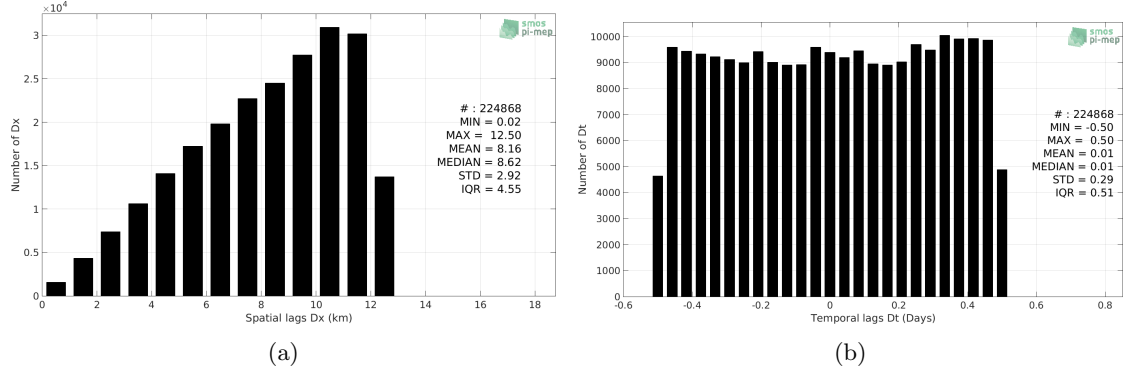 ×10⁴
3
2.5
2
1.5
1
0.5
0
Number of Dx
smos
pi-mep
# : 224868
MIN = 0.02
MAX = 12.50
MEAN = 8.16
MEDIAN = 8.62
STD = 2.92
IQR = 4.55
0 2 4 6 8 10 12 14 16 18
Spatial lags Dx (km)
(a)
10000
9000
8000
7000
6000
5000
4000
3000
2000
1000
0
Number of Dt
smos
pi-mep
# : 224868
MIN = -0.50
MAX = 0.50
MEAN = 0.01
MEDIAN = 0.01
STD = 0.29
IQR = 0.51
-0.6 -0.4 -0.2 0 0.2 0.4 0.6 0.8
Temporal lags Dt (Days)
(b)